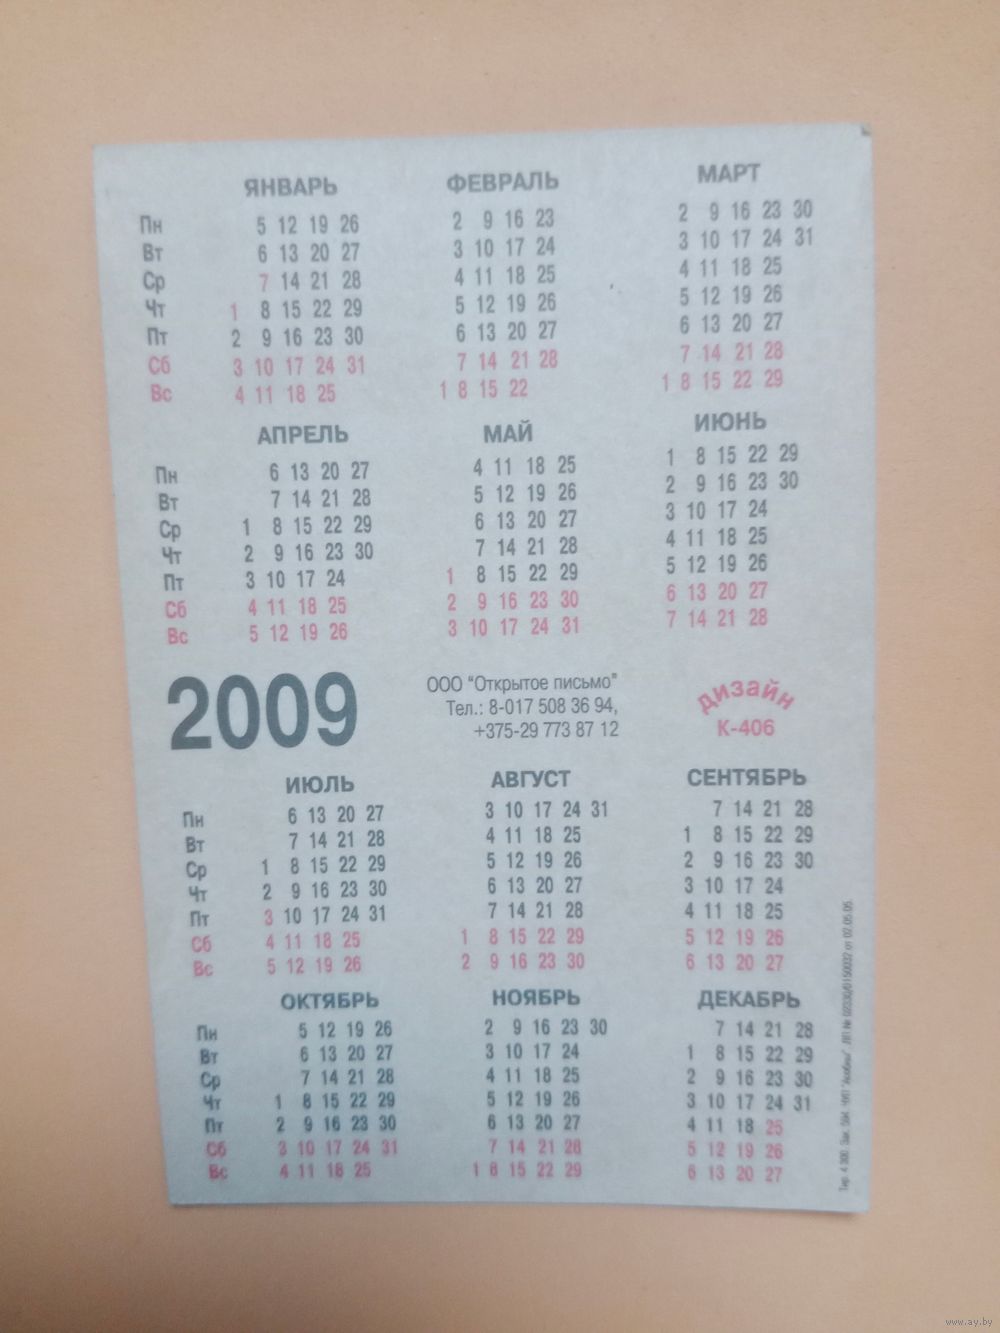 ЯНВАРЬ ФЕВРАЛЬ МАРТ
Пн 5 12 19 26 2 9 16 23 2 9 16 23 30
Вт 6 13 20 27 3 10 17 24 3 10 17 24 31
Ср 7 14 21 28 4 11 18 25 4 11 18 25
Чт 1 8 15 22 29 5 12 19 26 5 12 19 26
Пт 2 9 16 23 30 6 13 20 27 6 13 20 27
Сб 3 10 17 24 31 7 14 21 28 7 14 21 28
Вс 4 11 18 25 1 8 15 22 1 8 15 22 29
АПРЕЛЬ МАЙ ИЮНЬ
Пн 6 13 20 27 4 11 18 25 1 8 15 22 29
Вт 7 14 21 28 5 12 19 26 2 9 16 23 30
Ср 1 8 15 22 29 6 13 20 27 3 10 17 24
Чт 2 9 16 23 30 7 14 21 28 4 11 18 25
Пт 3 10 17 24 1 8 15 22 29 5 12 19 26
Сб 4 11 18 25 2 9 16 23 30 6 13 20 27
Вс 5 12 19 26 3 10 17 24 31 7 14 21 28
2009
ООО "Открытое письмо"
Тел.: 8-017 508 36 94,
+375-29 773 87 12
дизайн
К-406
ИЮЛЬ АВГУСТ СЕНТЯБРЬ
Пн 6 13 20 27 3 10 17 24 31 7 14 21 28
Вт 7 14 21 28 4 11 18 25 1 8 15 22 29
Ср 1 8 15 22 29 5 12 19 26 2 9 16 23 30
Чт 2 9 16 23 30 6 13 20 27 3 10 17 24
Пт 3 10 17 24 31 7 14 21 28 4 11 18 25
Сб 4 11 18 25 1 8 15 22 29 5 12 19 26
Вс 5 12 19 26 2 9 16 23 30 6 13 20 27
ОКТЯБРЬ НОЯБРЬ ДЕКАБРЬ
Пн 5 12 19 26 2 9 16 23 30 7 14 21 28
Вт 6 13 20 27 3 10 17 24 1 8 15 22 29
Ср 7 14 21 28 4 11 18 25 2 9 16 23 30
Чт 1 8 15 22 29 5 12 19 26 3 10 17 24 31
Пт 2 9 16 23 30 6 13 20 27 4 11 18 25
Сб 3 10 17 24 31 7 14 21 28 5 12 19 26
Вс 4 11 18 25 1 8 15 22 29 6 13 20 27
Тир. 4 300. Зак. ЧУП ЛП № от 02.05.05.
www.ay.by